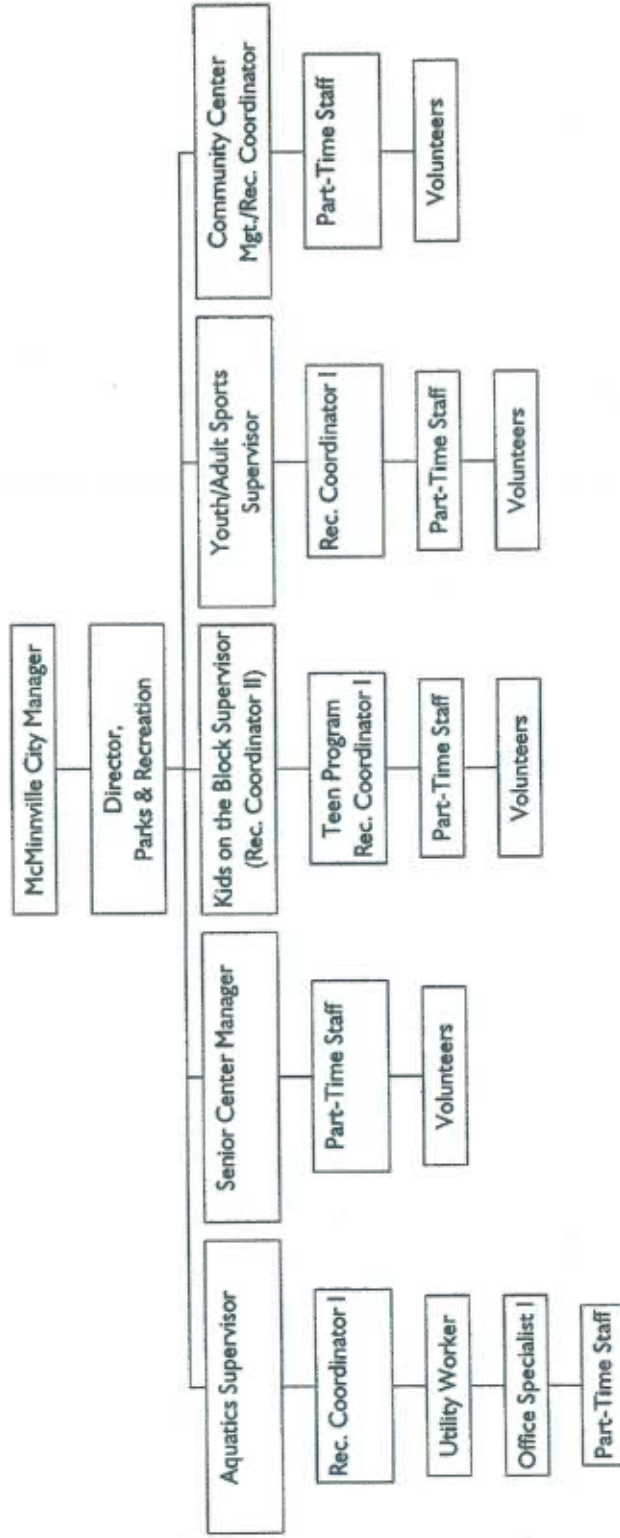 McMinnville City Manager
Director,
Parks & Recreation
Aquatics Supervisor
Rec. Coordinator I
Utility Worker
Office Specialist I
Part-Time Staff
Senior Center Manager
Part-Time Staff
Volunteers
Kids on the Block Supervisor
(Rec. Coordinator II)
Teen Program
Rec. Coordinator I
Part-Time Staff
Volunteers
Youth/Adult Sports
Supervisor
Rec. Coordinator I
Part-Time Staff
Volunteers
Community Center
Mgt./Rec. Coordinator
Part-Time Staff
Volunteers